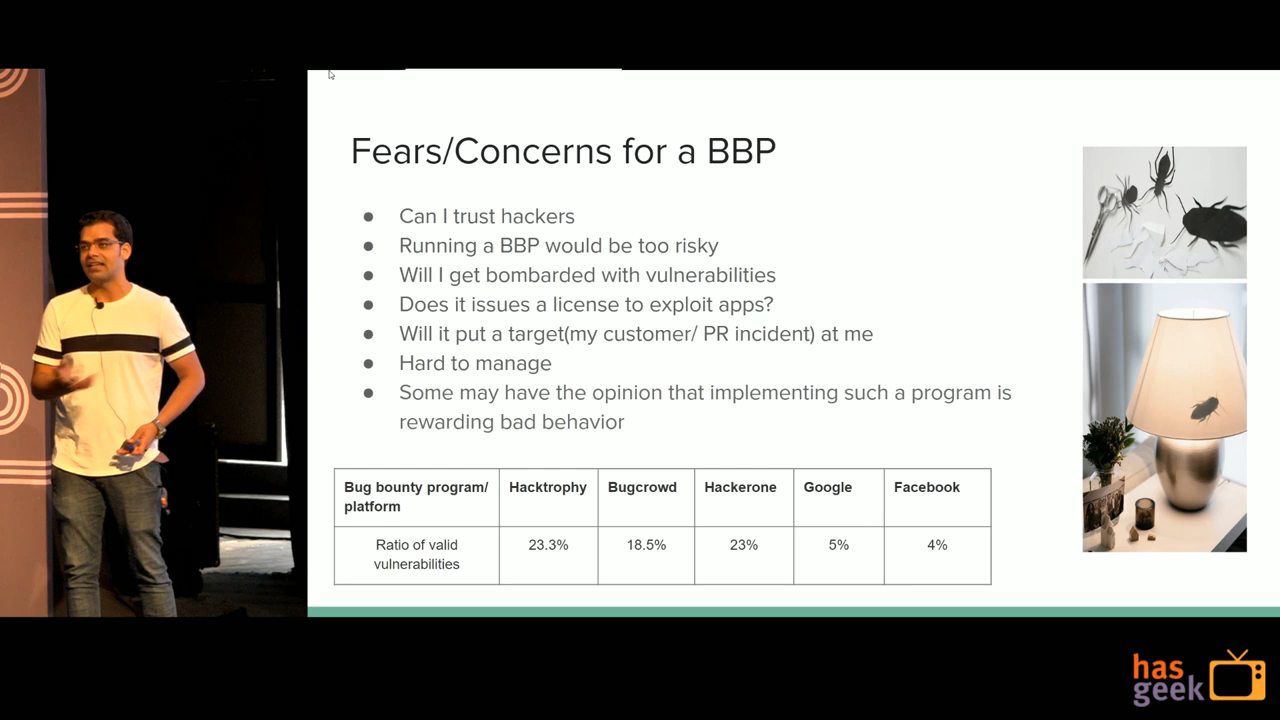 Fears/Concerns for a BBP
● Can I trust hackers
● Running a BBP would be too risky
● Will I get bombarded with vulnerabilities
● Does it issues a license to exploit apps?
● Will it put a target(my customer/ PR incident) at me
● Hard to manage
● Some may have the opinion that implementing such a program is
rewarding bad behavior
Bug bounty program/
platform
Hacktrophy
Bugcrowd
Hackerone
Google
Facebook
Ratio of valid
vulnerabilities
23.3%
18.5%
23%
5%
4%
has
geek